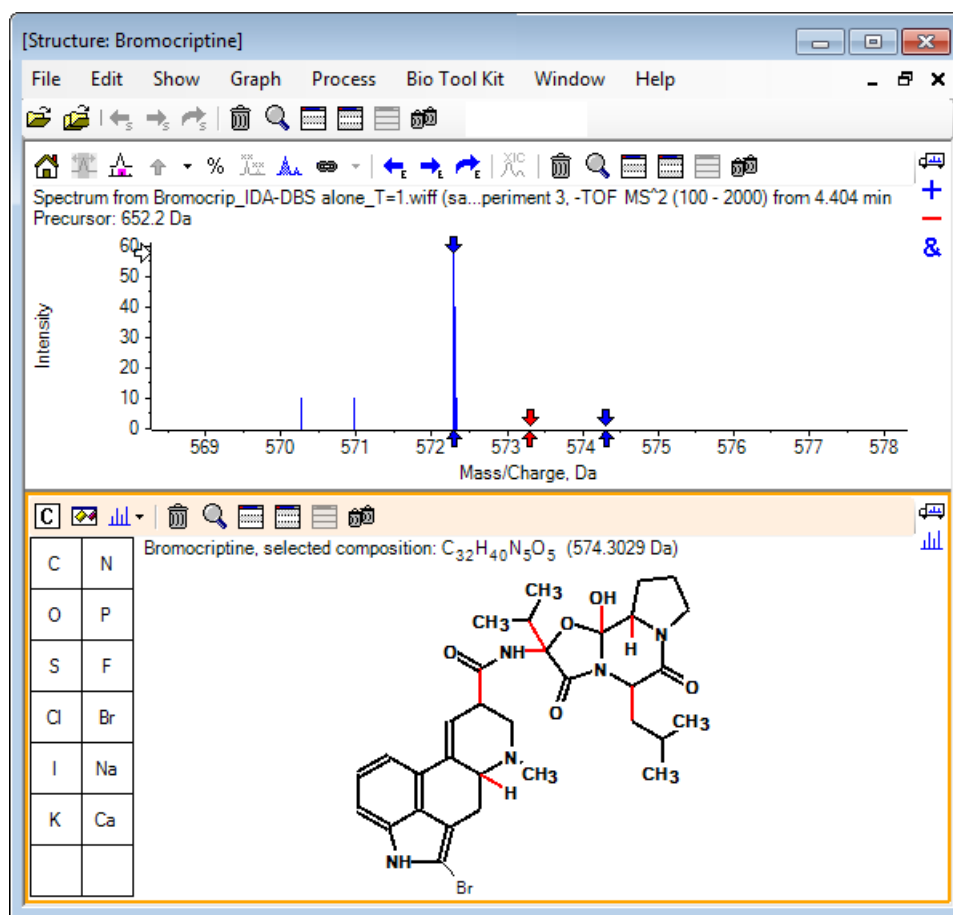 [Structure: Bromocriptine]
File Edit Show Graph Process Bio Tool Kit Window Help
S S S
% E E E XIC
Spectrum from Bromocrip_IDA-DBS alone_T=1.wiff (sa...periment 3, -TOF MS^2 (100 - 2000) from 4.404 min
Precursor: 652.2 Da
+
−
&
60
50
40
30
20
10
0
Intensity
569 570 571 572 573 574 575 576 577 578
Mass/Charge, Da
C
Bromocriptine, selected composition: C32H40N5O5 (574.3029 Da)
C N
O P
S F
Cl Br
I Na
K Ca
CH3
OH
CH3
O
H
N
O
NH
N
O
O
N
CH3
CH3
CH3
H
NH
Br